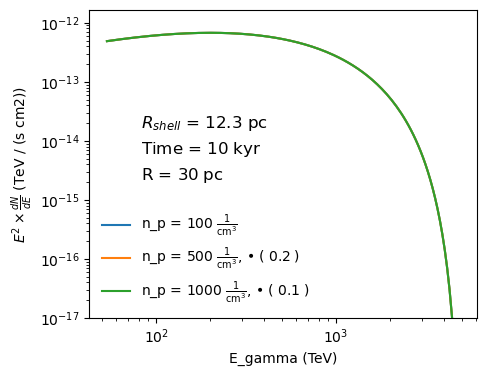 10⁻¹²
10⁻¹³
10⁻¹⁴
10⁻¹⁵
10⁻¹⁶
10⁻¹⁷
E² × dN/dE (TeV / (s cm2))
R_shell = 12.3 pc
Time = 10 kyr
R = 30 pc
n_p = 100 1/cm³
n_p = 500 1/cm³, • ( 0.2 )
n_p = 1000 1/cm³, • ( 0.1 )
10² 10³
E_gamma (TeV)